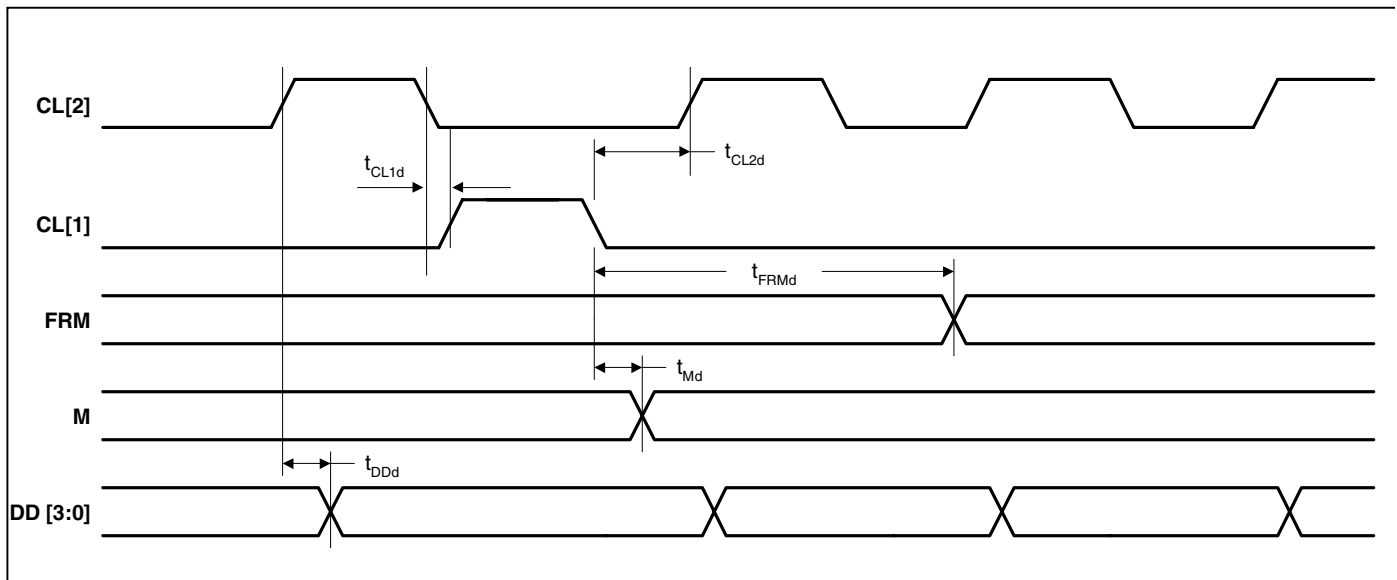 CL[2]
tCL1d
tCL2d
CL[1]
tFRMd
FRM
tMd
M
tDDd
DD [3:0]